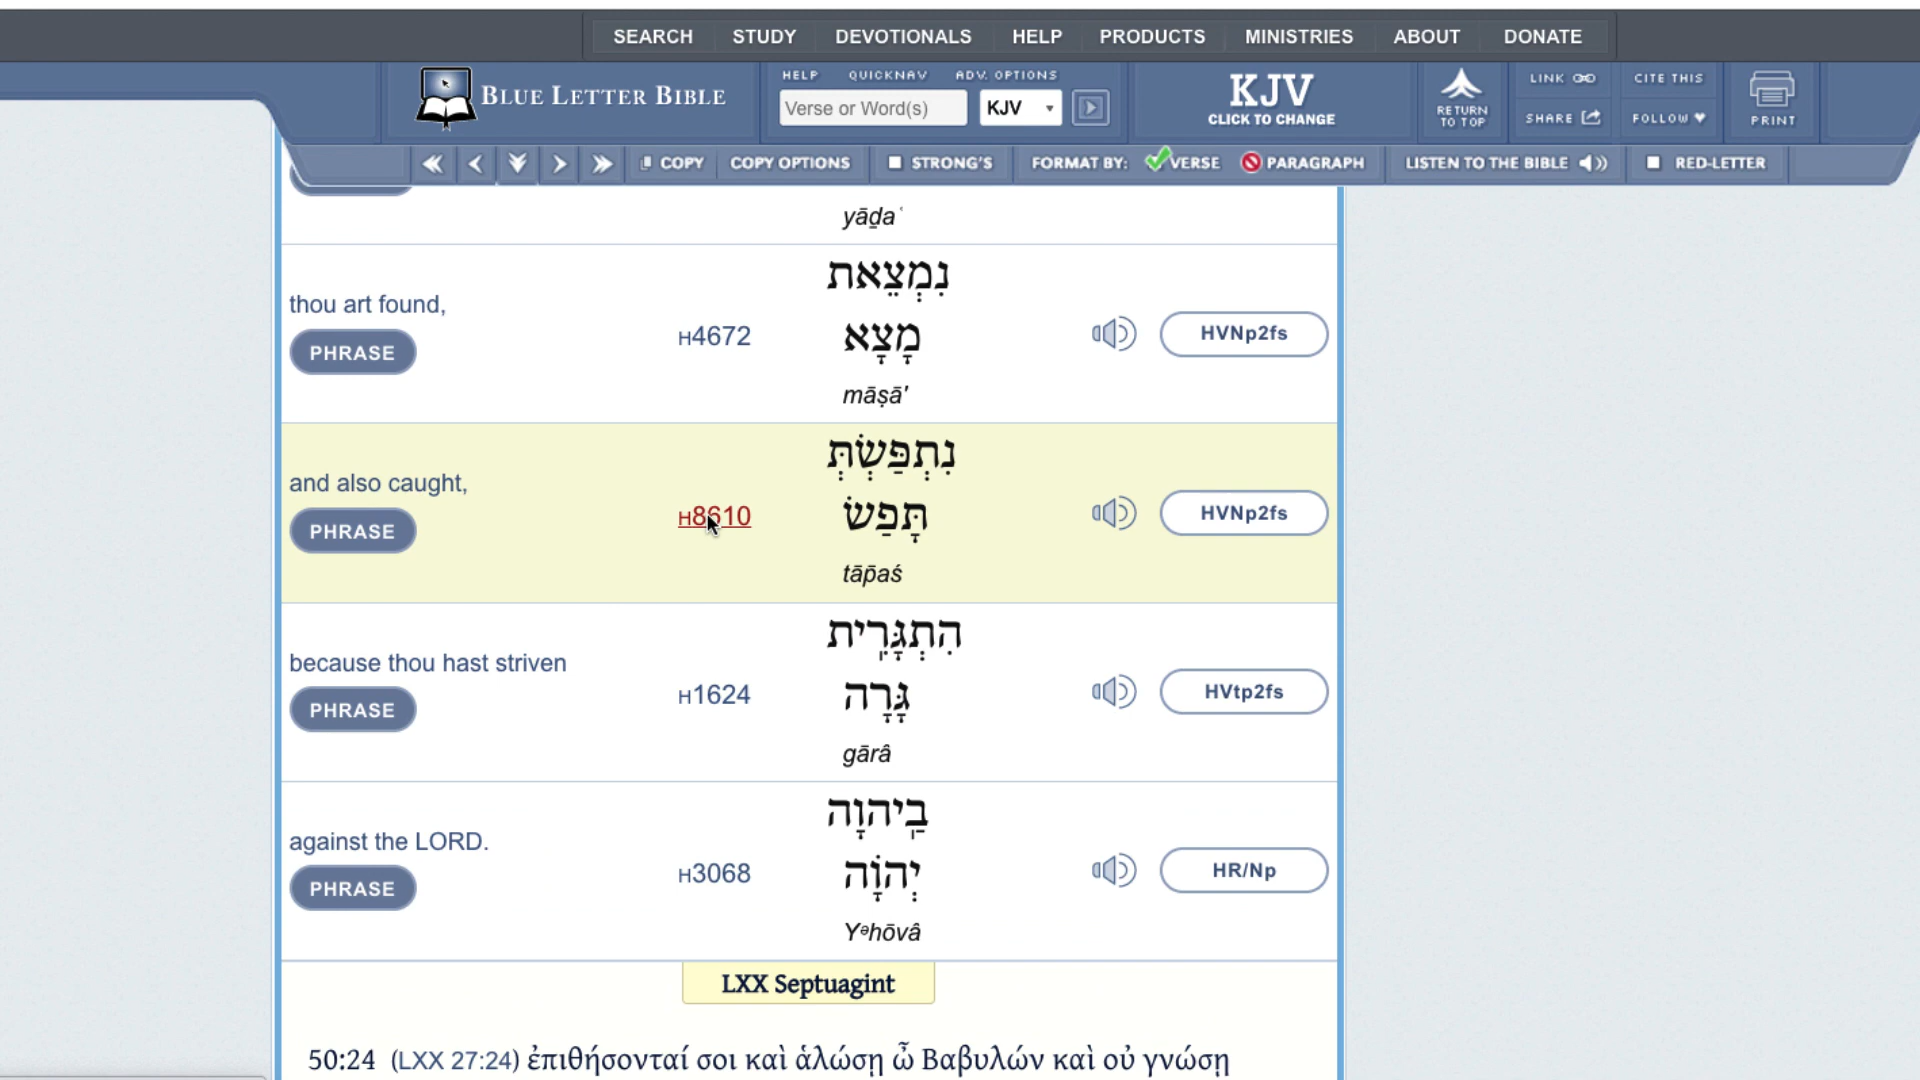 SEARCH STUDY DEVOTIONALS HELP PRODUCTS MINISTRIES ABOUT DONATE
BLUE LETTER BIBLE
HELP QUICKNAV ADV. OPTIONS
Verse or Word(s) KJV
KJV
CLICK TO CHANGE
RETURN
TO TOP
LINK
SHARE
CITE THIS
FOLLOW
PRINT
COPY COPY OPTIONS STRONG'S FORMAT BY: VERSE PARAGRAPH LISTEN TO THE BIBLE RED-LETTER
yāḏaʿ
thou art found,
PHRASE
H4672
נִמְצֵאת
מָצָא
māṣā'
HVNp2fs
and also caught,
PHRASE
H8610
נִתְפַּשְׂתְּ
תָּפַשׂ
tāp̄aś
HVNp2fs
because thou hast striven
PHRASE
H1624
הִתְגָּרִֽית
גָּרָה
gārâ
HVtp2fs
against the LORD.
PHRASE
H3068
בַֽיהוָה
יְהֹוָה
Yᵊhōvâ
HR/Np
LXX Septuagint
50:24 (LXX 27:24) ἐπιθήσονταί σοι καὶ ἁλώσῃ ὦ Βαβυλών καὶ οὐ γνώσῃ